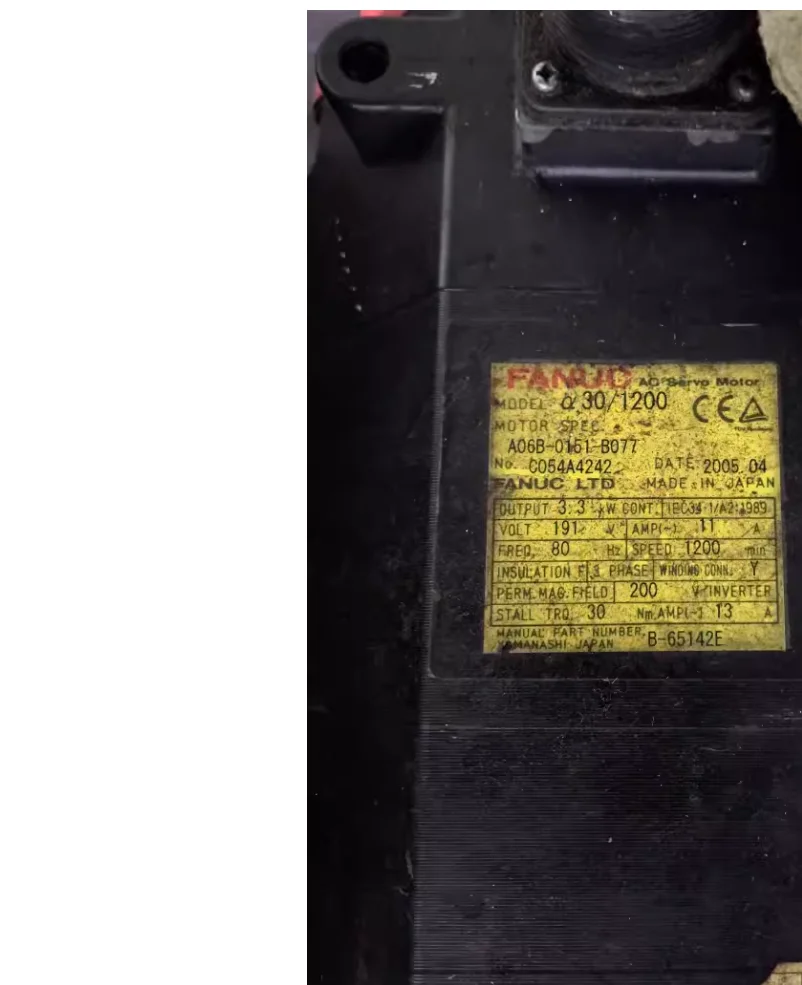 FANUC AC Servo Motor
MODEL α 30/1200 CE
MOTOR SPEC.
A06B-0151-B077
No. C054A4242 DATE 2005.04
FANUC LTD MADE IN JAPAN
OUTPUT 3.3 kW CONT. IEC34-1/A2:1989
VOLT 191 V AMP(~) 11 A
FREQ. 80 Hz SPEED 1200 min
INSULATION F 3 PHASE WINDING CONN. Y
PERM. MAG. FIELD 200 V INVERTER
STALL TRQ. 30 Nm AMP(~) 13 A
MANUAL PART NUMBER B-65142E
YAMANASHI JAPAN